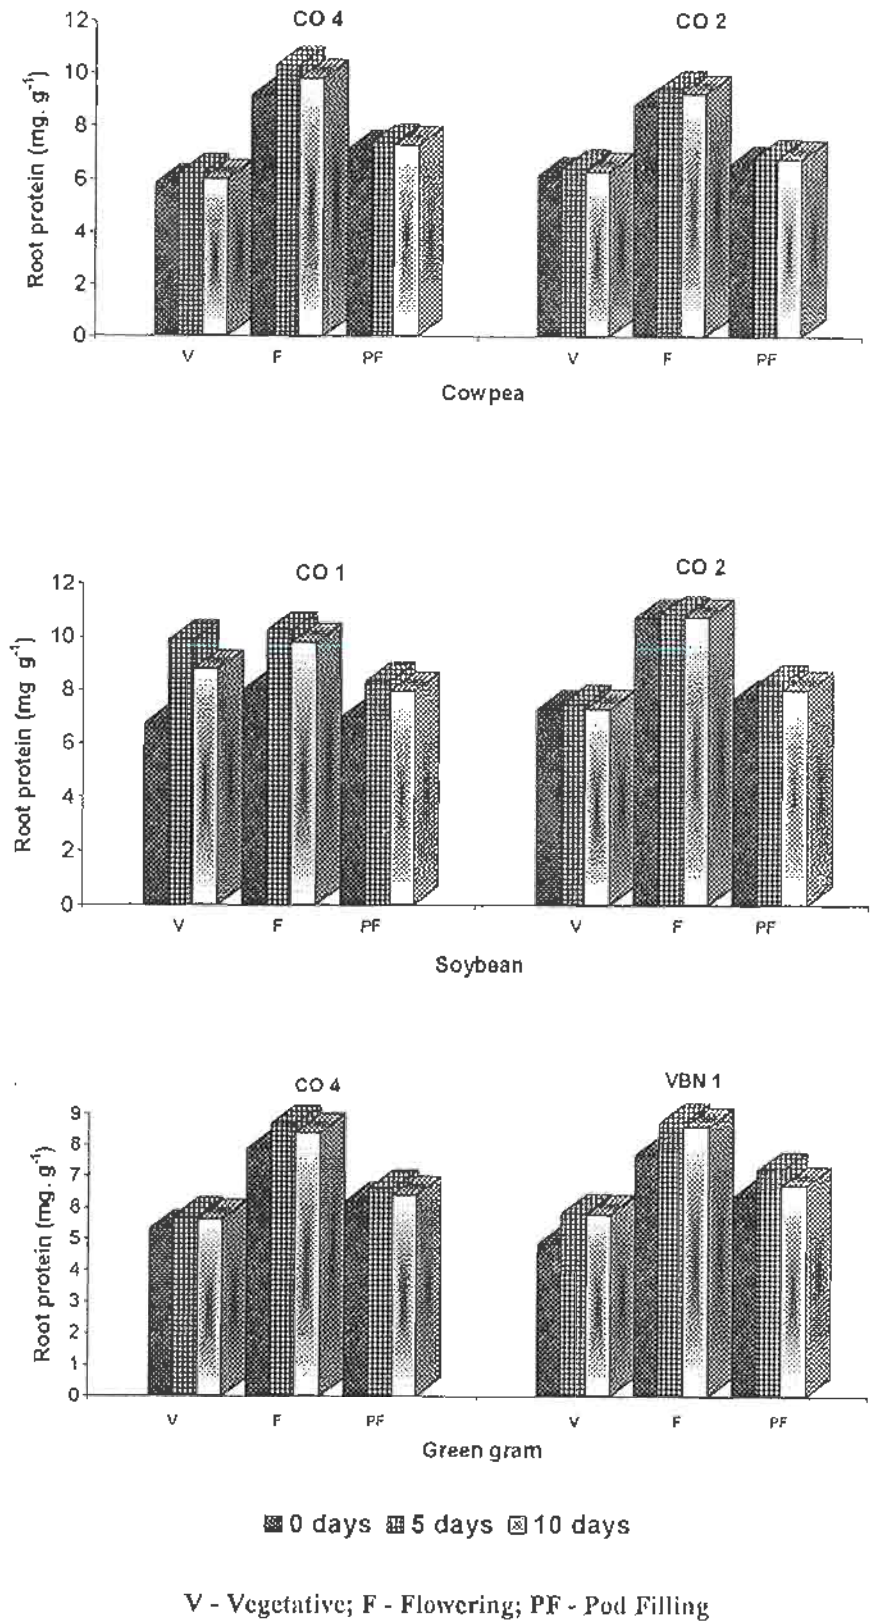 CO 4 CO 2
12
10
8
6
4
2
0
Root protein (mg. g⁻¹)
V F PF V F PF
Cowpea
CO 1 CO 2
12
10
8
6
4
2
0
Root protein (mg g⁻¹)
V F PF V F PF
Soybean
CO 4 VBN 1
9
8
7
6
5
4
3
2
1
0
Root protein (mg. g⁻¹)
V F PF V F PF
Green gram
0 days 5 days 10 days
V - Vegetative; F - Flowering; PF - Pod Filling